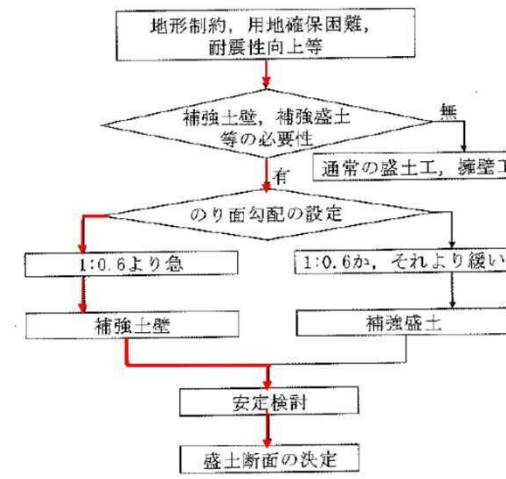 地形制約，用地確保困難，
耐震性向上等
補強土壁，補強盛土
等の必要性
無
通常の盛土工，擁壁工
有
のり面勾配の設定
1:0.6より急
1:0.6か，それより緩い
補強土壁
補強盛土
安定検討
盛土断面の決定